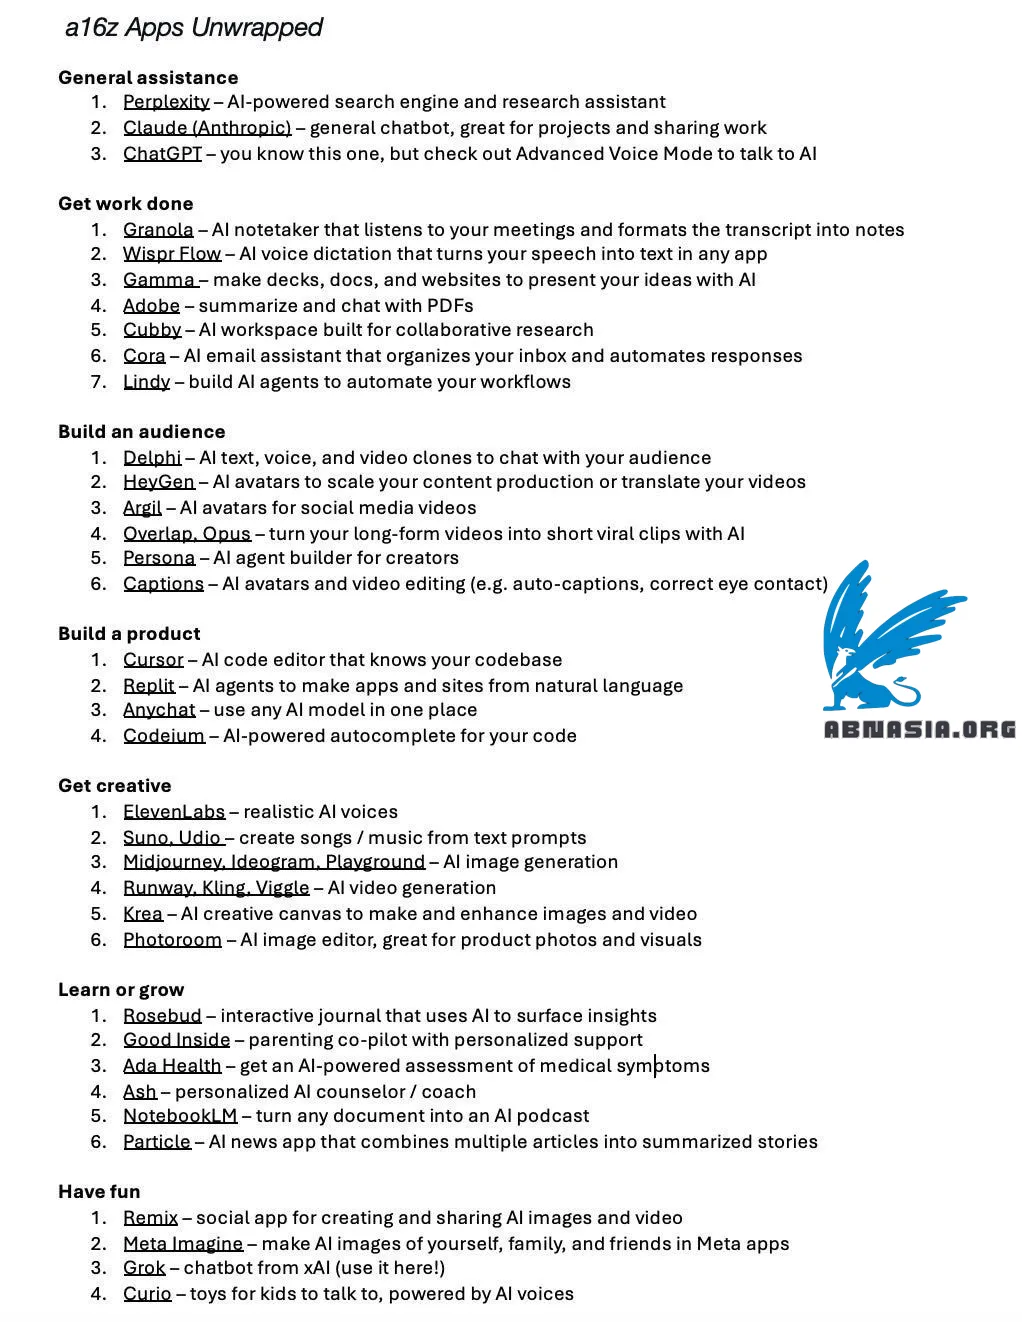 a16z Apps Unwrapped
General assistance
1. Perplexity – AI-powered search engine and research assistant
2. Claude (Anthropic) – general chatbot, great for projects and sharing work
3. ChatGPT – you know this one, but check out Advanced Voice Mode to talk to AI
Get work done
1. Granola – AI notetaker that listens to your meetings and formats the transcript into notes
2. Wispr Flow – AI voice dictation that turns your speech into text in any app
3. Gamma – make decks, docs, and websites to present your ideas with AI
4. Adobe – summarize and chat with PDFs
5. Cubby – AI workspace built for collaborative research
6. Cora – AI email assistant that organizes your inbox and automates responses
7. Lindy – build AI agents to automate your workflows
Build an audience
1. Delphi – AI text, voice, and video clones to chat with your audience
2. HeyGen – AI avatars to scale your content production or translate your videos
3. Argil – AI avatars for social media videos
4. Overlap, Opus – turn your long-form videos into short viral clips with AI
5. Persona – AI agent builder for creators
6. Captions – AI avatars and video editing (e.g. auto-captions, correct eye contact)
Build a product
1. Cursor – AI code editor that knows your codebase
2. Replit – AI agents to make apps and sites from natural language
3. Anychat – use any AI model in one place
4. Codeium – AI-powered autocomplete for your code
ABNASIA.ORG
Get creative
1. ElevenLabs – realistic AI voices
2. Suno, Udio – create songs / music from text prompts
3. Midjourney, Ideogram, Playground – AI image generation
4. Runway, Kling, Viggle – AI video generation
5. Krea – AI creative canvas to make and enhance images and video
6. Photoroom – AI image editor, great for product photos and visuals
Learn or grow
1. Rosebud – interactive journal that uses AI to surface insights
2. Good Inside – parenting co-pilot with personalized support
3. Ada Health – get an AI-powered assessment of medical symptoms
4. Ash – personalized AI counselor / coach
5. NotebookLM – turn any document into an AI podcast
6. Particle – AI news app that combines multiple articles into summarized stories
Have fun
1. Remix – social app for creating and sharing AI images and video
2. Meta Imagine – make AI images of yourself, family, and friends in Meta apps
3. Grok – chatbot from xAI (use it here!)
4. Curio – toys for kids to talk to, powered by AI voices